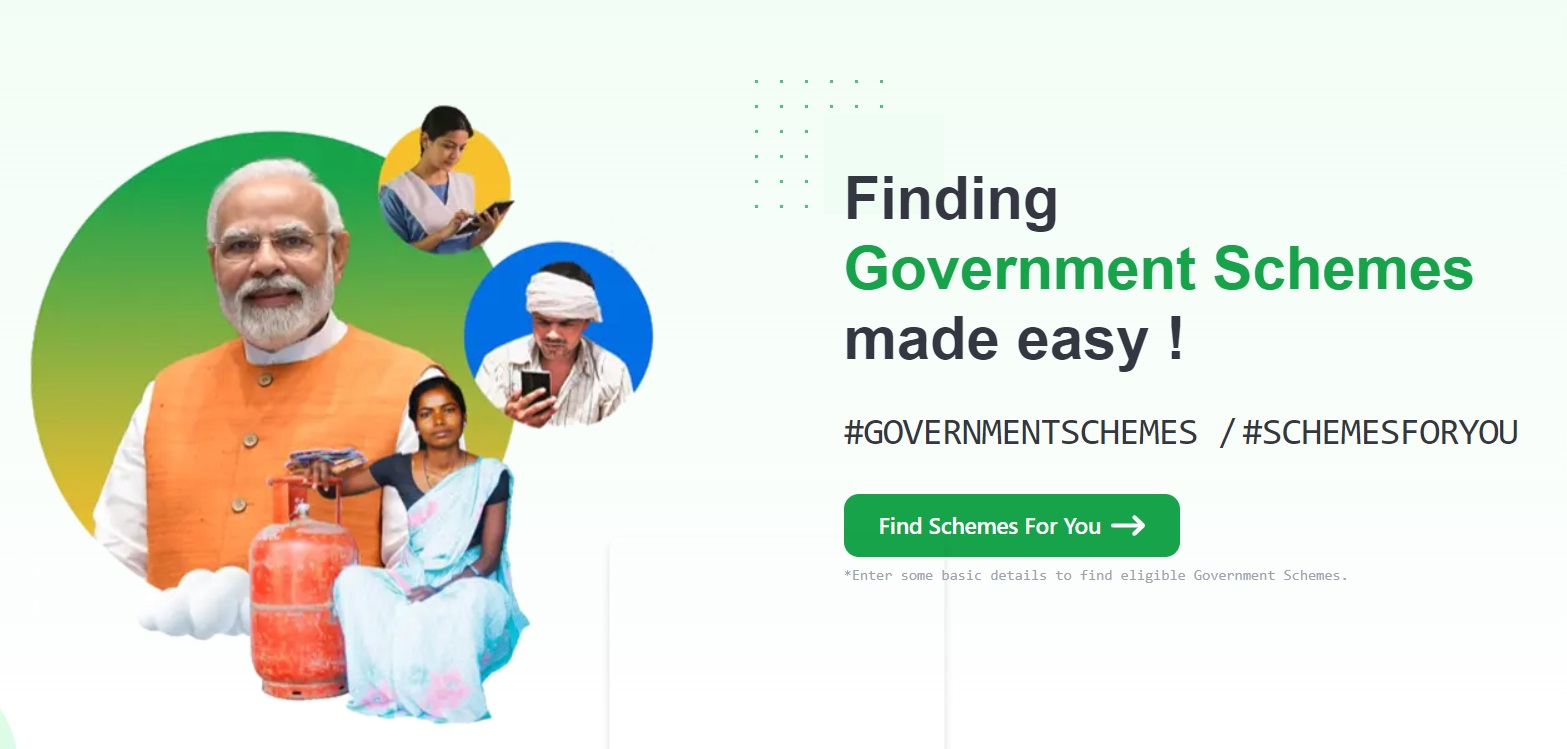 Finding
Government Schemes
made easy !
#GOVERNMENTSCHEMES /#SCHEMESFORYOU
Find Schemes For You
*Enter some basic details to find eligible Government Schemes.